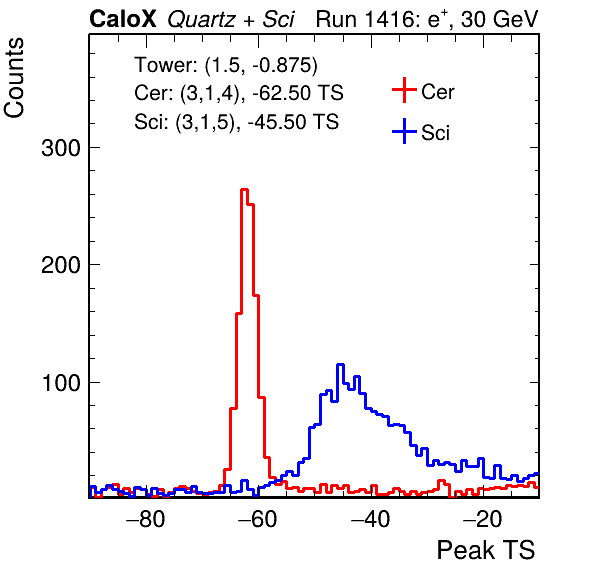 CaloX Quartz + Sci Run 1416: e⁺, 30 GeV
Counts
Tower: (1.5, -0.875)
Cer: (3,1,4), -62.50 TS
Sci: (3,1,5), -45.50 TS
Cer
Sci
300
200
100
−80 −60 −40 −20
Peak TS